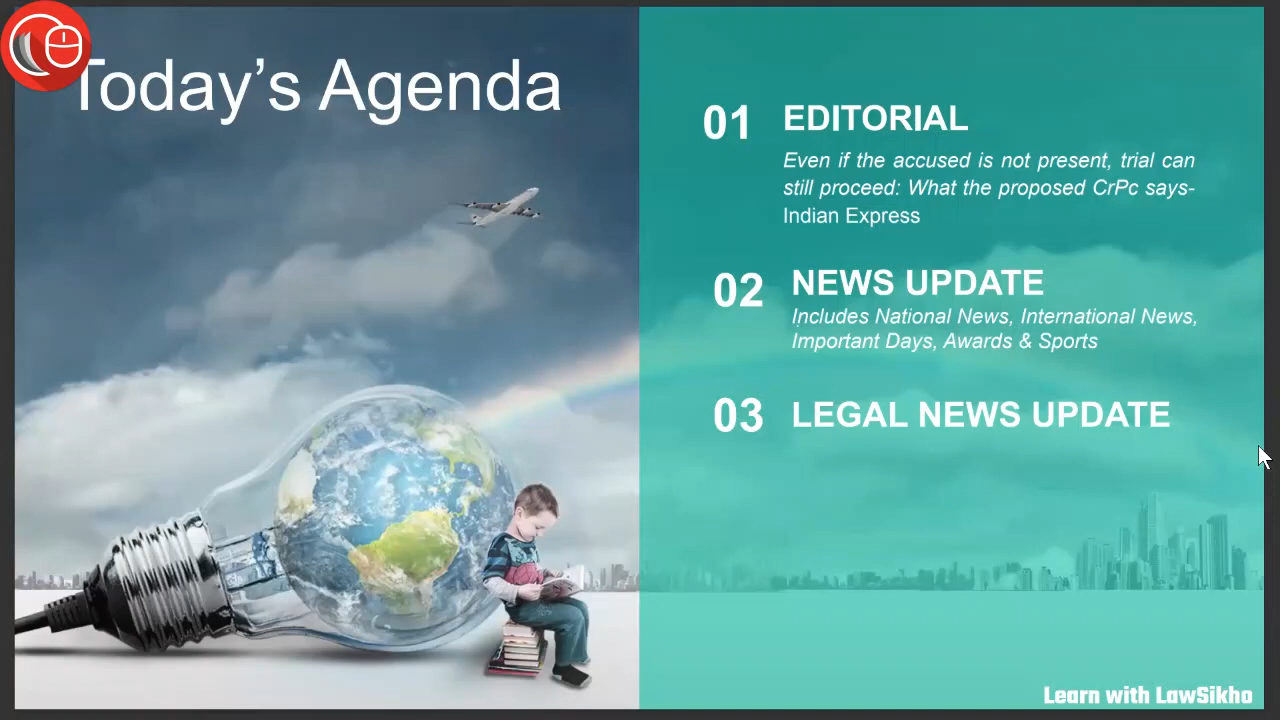 Today's Agenda
01 EDITORIAL
Even if the accused is not present, trial can
still proceed: What the proposed CrPc says-
Indian Express
02 NEWS UPDATE
Includes National News, International News,
Important Days, Awards & Sports
03 LEGAL NEWS UPDATE
Learn with LawSikho